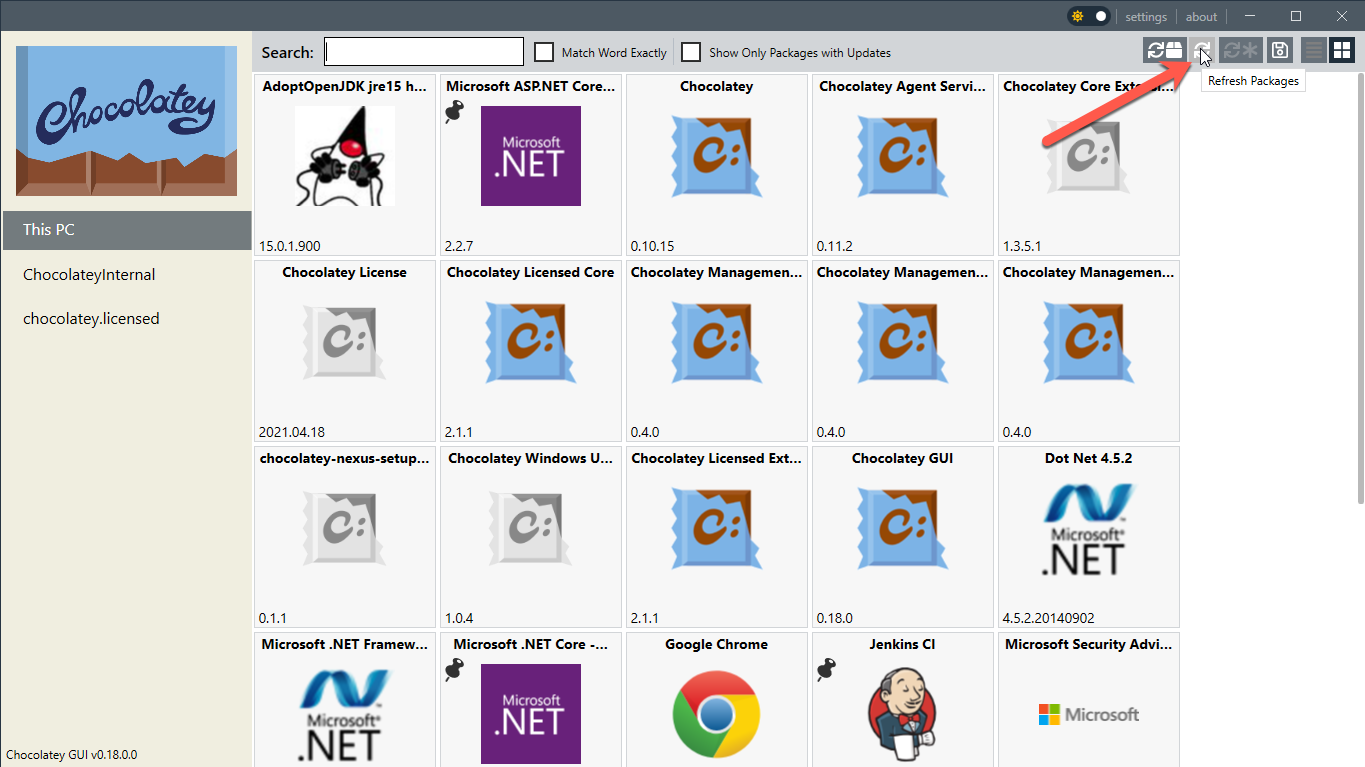 settings
about
Search:
Match Word Exactly
Show Only Packages with Updates
Refresh Packages
Chocolatey
This PC
ChocolateyInternal
chocolatey.licensed
Chocolatey GUI v0.18.0.0
AdoptOpenJDK jre15 h...
15.0.1.900
Microsoft ASP.NET Core...
Microsoft
.NET
2.2.7
Chocolatey
C:
0.10.15
Chocolatey Agent Servi...
C:
0.11.2
Chocolatey Core Extensi...
C:
1.3.5.1
Chocolatey License
C:
2021.04.18
Chocolatey Licensed Core
C:
2.1.1
Chocolatey Managemen...
C:
0.4.0
Chocolatey Managemen...
C:
0.4.0
Chocolatey Managemen...
C:
0.4.0
chocolatey-nexus-setup...
C:
0.1.1
Chocolatey Windows U...
C:
1.0.4
Chocolatey Licensed Ext...
C:
2.1.1
Chocolatey GUI
C:
0.18.0
Dot Net 4.5.2
Microsoft®
.NET
4.5.2.20140902
Microsoft .NET Framew...
Microsoft®
.NET
Microsoft .NET Core -...
Microsoft
.NET
Google Chrome
Jenkins CI
Microsoft Security Advi...
Microsoft